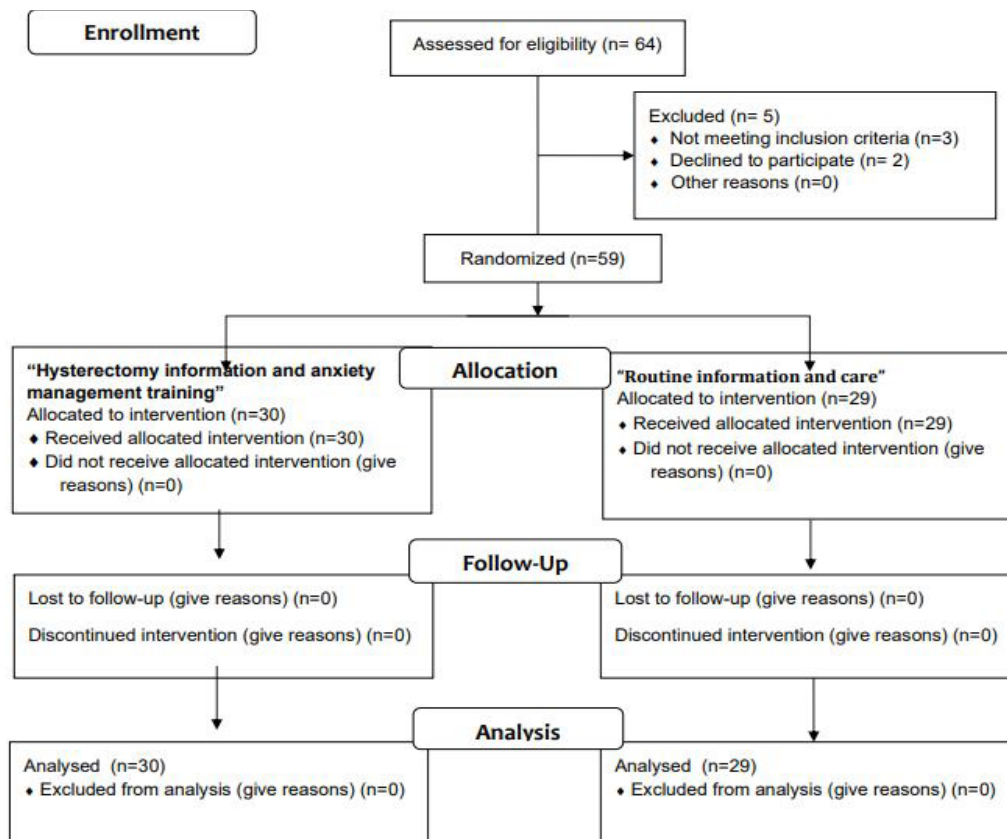 Enrollment
Assessed for eligibility (n= 64)
Excluded (n= 5)
♦ Not meeting inclusion criteria (n=3)
♦ Declined to participate (n= 2)
♦ Other reasons (n=0)
Randomized (n=59)
Allocation
“Hysterectomy information and anxiety
management training”
Allocated to intervention (n=30)
♦ Received allocated intervention (n=30)
♦ Did not receive allocated intervention (give
reasons) (n=0)
“Routine information and care”
Allocated to intervention (n=29)
♦ Received allocated intervention (n=29)
♦ Did not receive allocated intervention (give
reasons) (n=0)
Follow-Up
Lost to follow-up (give reasons) (n=0)
Discontinued intervention (give reasons) (n=0)
Lost to follow-up (give reasons) (n=0)
Discontinued intervention (give reasons) (n=0)
Analysis
Analysed (n=30)
♦ Excluded from analysis (give reasons) (n=0)
Analysed (n=29)
♦ Excluded from analysis (give reasons) (n=0)